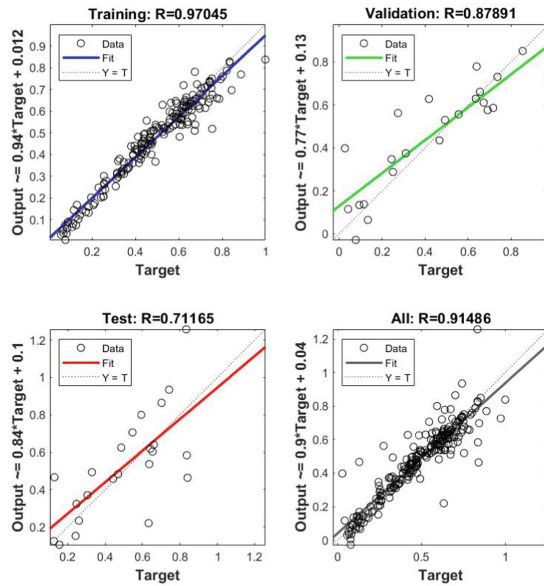 Training: R=0.97045
Output ~= 0.94*Target + 0.012
0.9
0.8
0.7
0.6
0.5
0.4
0.3
0.2
0.1
Data
Fit
Y = T
0.2 0.4 0.6 0.8 1
Target
Validation: R=0.87891
Output ~= 0.77*Target + 0.13
0.8
0.6
0.4
0.2
0
Data
Fit
Y = T
0 0.2 0.4 0.6 0.8
Target
Test: R=0.71165
Output ~= 0.84*Target + 0.1
1.2
1
0.8
0.6
0.4
0.2
Data
Fit
Y = T
0.2 0.4 0.6 0.8 1 1.2
Target
All: R=0.91486
Output ~= 0.9*Target + 0.04
1.2
1
0.8
0.6
0.4
0.2
0
Data
Fit
Y = T
0 0.5 1
Target